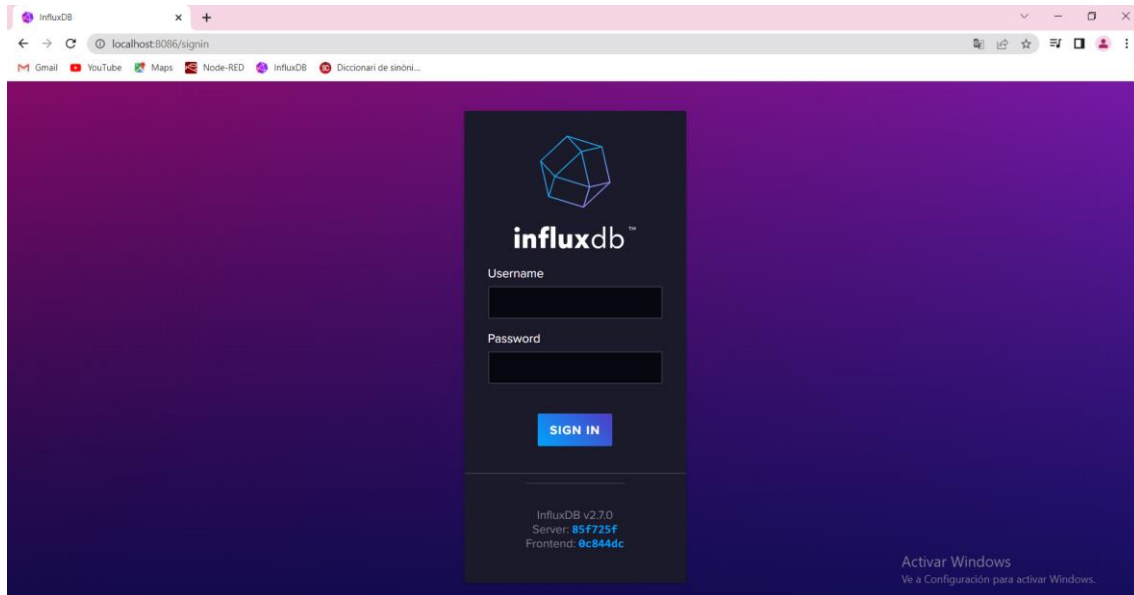 InfluxDB
localhost:8086/signin
Gmail YouTube Maps Node-RED InfluxDB Diccionari de sinòni...
influxdb™
Username
Password
SIGN IN
InfluxDB v2.7.0
Server: 85f725f
Frontend: 0c844dc
Activar Windows
Ve a Configuración para activar Windows.